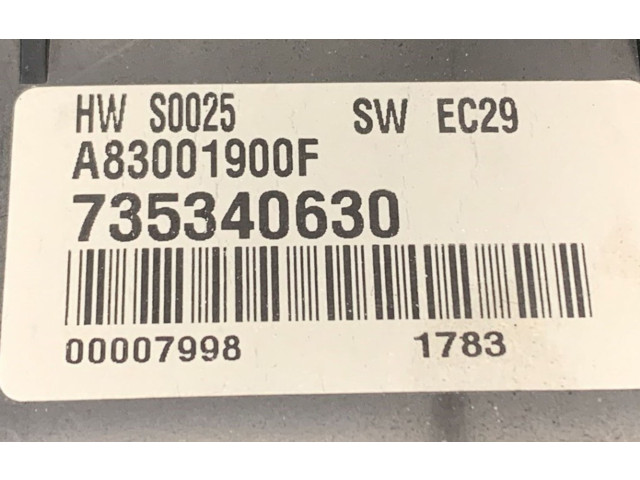 HW S0025 SW EC29
A83001900F
735340630
00007998 1783